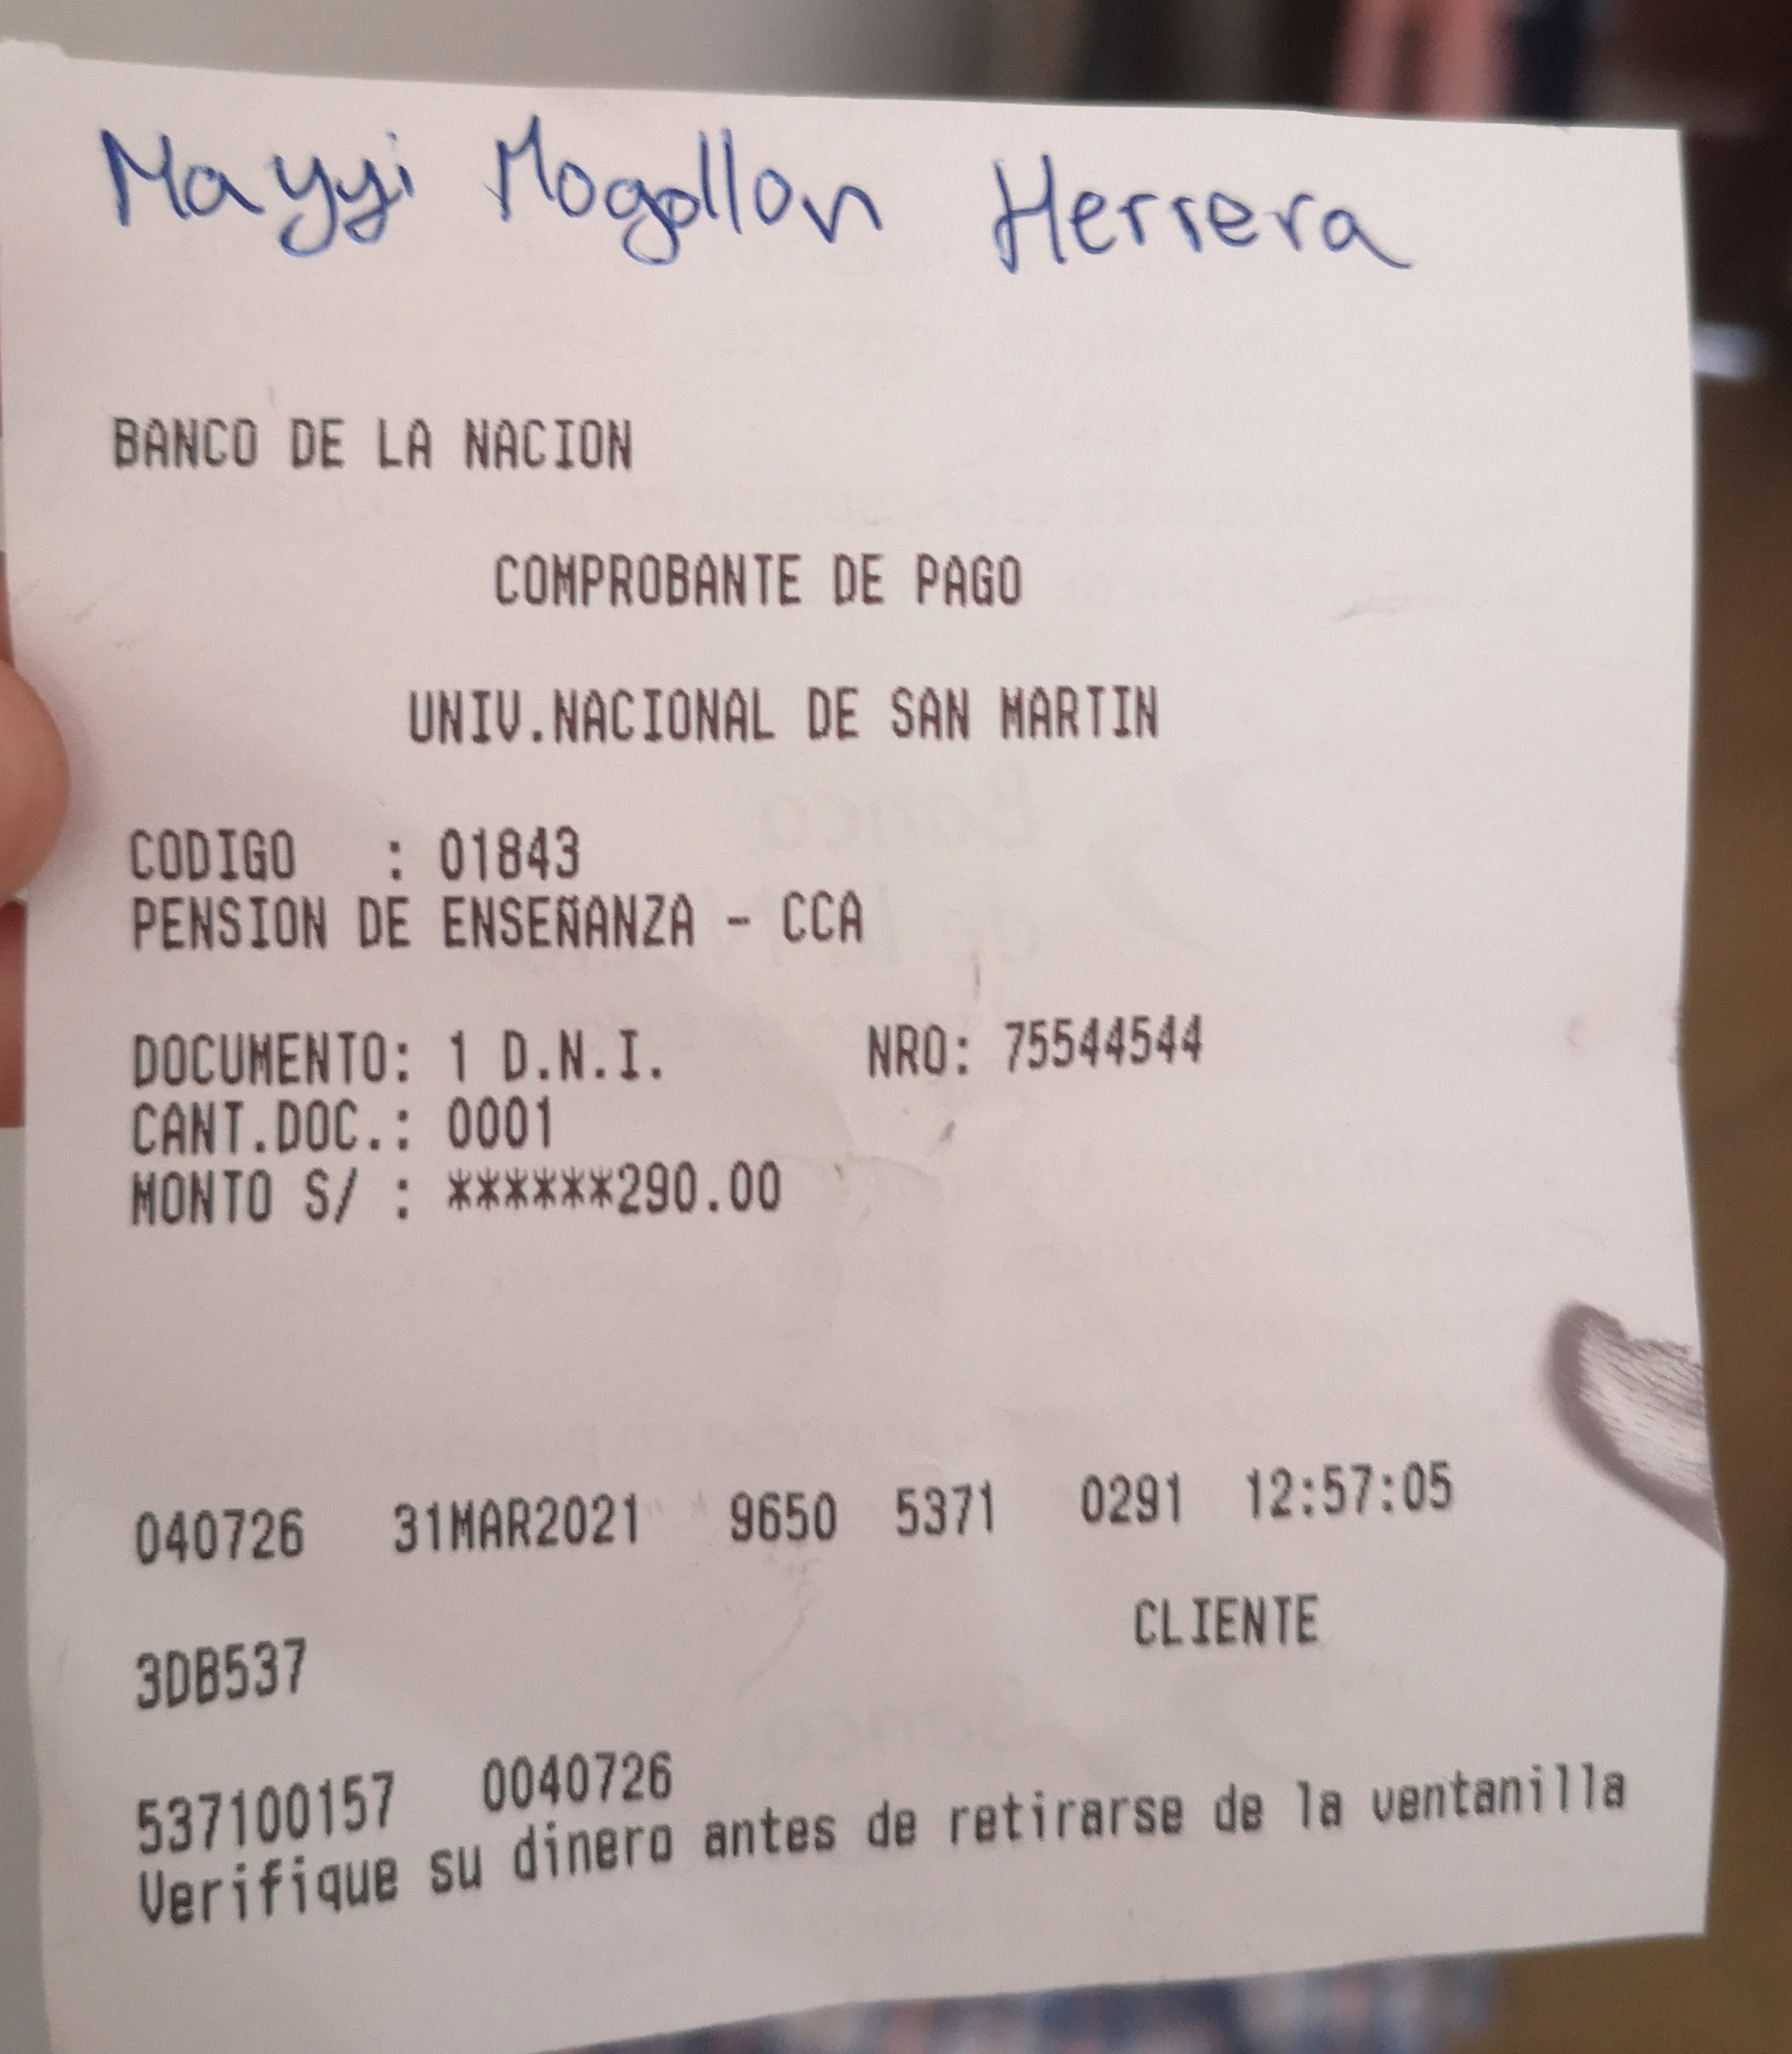 Mayyi Mogollon Herrera
BANCO DE LA NACION
COMPROBANTE DE PAGO
UNIV.NACIONAL DE SAN MARTIN
CODIGO : 01843
PENSION DE ENSEÑANZA - CCA
DOCUMENTO: 1 D.N.I. NRO: 75544544
CANT.DOC.: 0001
MONTO S/ : ******290.00
040726 31MAR2021 9650 5371 0291 12:57:05
CLIENTE
3DB537
537100157 0040726
Verifique su dinero antes de retirarse de la ventanilla